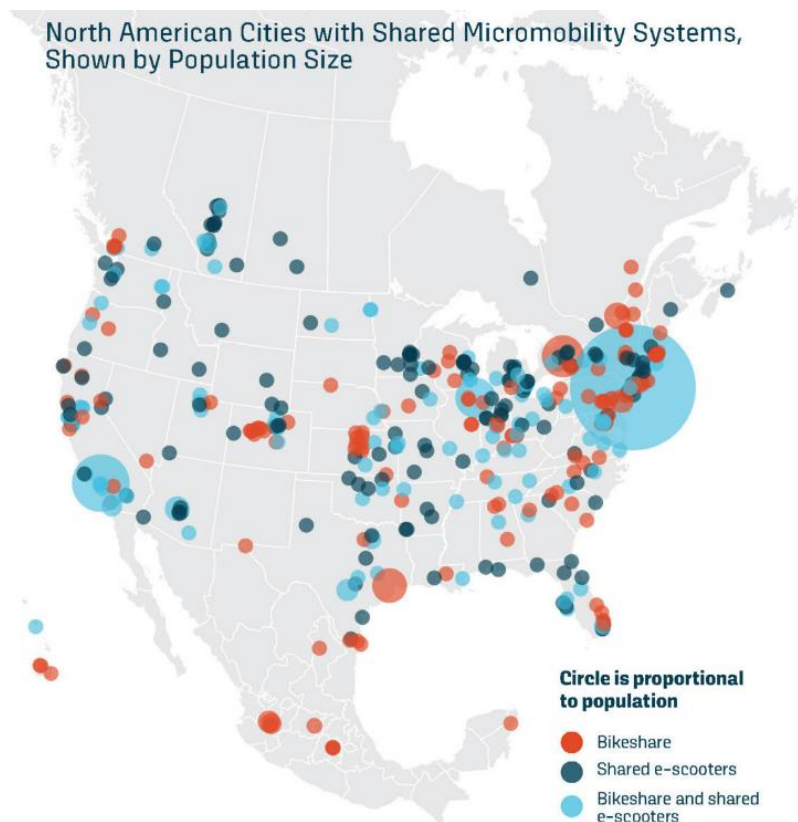 North American Cities with Shared Micromobility Systems,
Shown by Population Size
Circle is proportional
to population
Bikeshare
Shared e-scooters
Bikeshare and shared
e-scooters